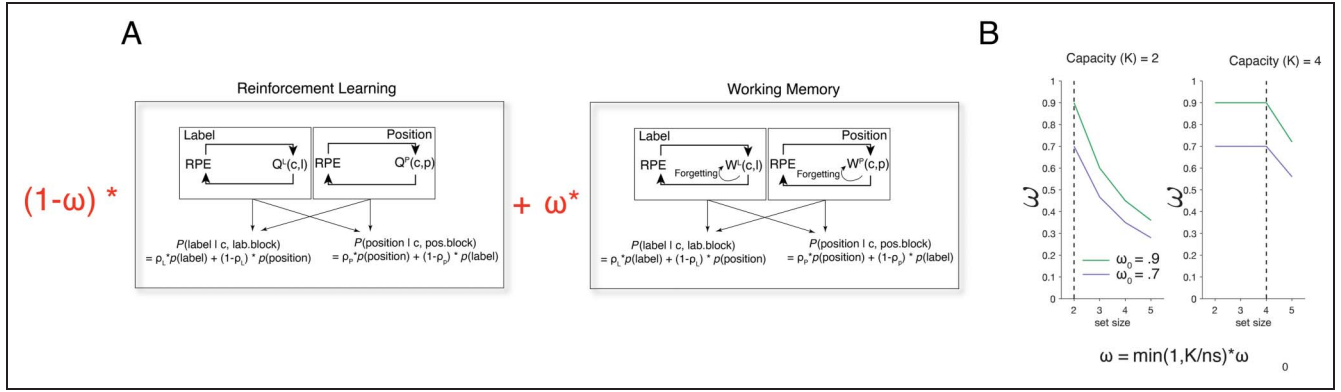 A
Reinforcement Learning
Label
RPE
Q^L(c,l)
Position
RPE
Q^P(c,p)
P(label l c, lab.block)
= ρ_L*p(label) + (1-ρ_L) * p(position)
P(position l c, pos.block)
= ρ_P*p(position) + (1-ρ_p) * p(label)
(1-ω) *
+ ω*
Working Memory
Label
RPE
Forgetting
W^L(c,l)
Position
RPE
Forgetting
W^P(c,p)
P(label l c, lab.block)
= ρ_L*p(label) + (1-ρ_L) * p(position)
P(position l c, pos.block)
= ρ_P*p(position) + (1-ρ_p) * p(label)
B
Capacity (K) = 2
1
0.9
0.8
0.7
0.6
0.5
0.4
0.3
0.2
0.1
0
ω
2 3 4 5
set size
ω_0 = .9
ω_0 = .7
Capacity (K) = 4
1
0.9
0.8
0.7
0.6
0.5
0.4
0.3
0.2
0.1
0
ω
2 3 4 5
set size
ω = min(1,K/ns)*ω_0